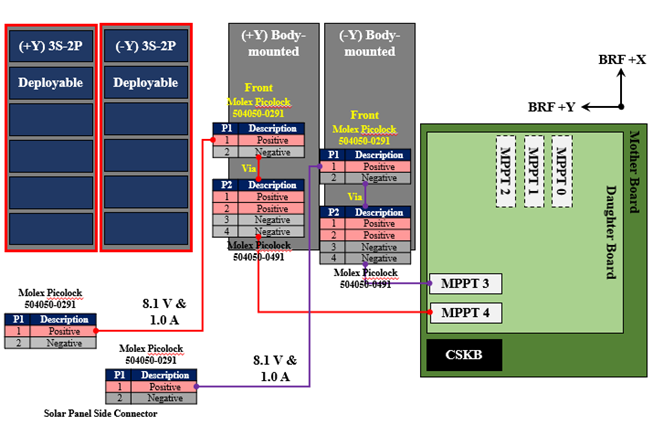 (+Y) 3S-2P
Deployable
(-Y) 3S-2P
Deployable
(+Y) Body-
mounted
Front
Molex Picolock
504050-0291
P1 Description
1 Positive
2 Negative
Via
P2 Description
1 Positive
2 Positive
3 Negative
4 Negative
Molex Picolock
504050-0491
(-Y) Body-
mounted
Front
Molex Picolock
504050-0291
P1 Description
1 Positive
2 Negative
Via
P2 Description
1 Positive
2 Positive
3 Negative
4 Negative
Molex Picolock
504050-0491
BRF +X
BRF +Y
Mother Board
Daughter Board
MPPT 2
MPPT 1
MPPT 0
MPPT 3
MPPT 4
CSKB
Molex Picolock
504050-0291
P1 Description
1 Positive
2 Negative
8.1 V &
1.0 A
Molex Picolock
504050-0291
P1 Description
1 Positive
2 Negative
8.1 V &
1.0 A
Solar Panel Side Connector